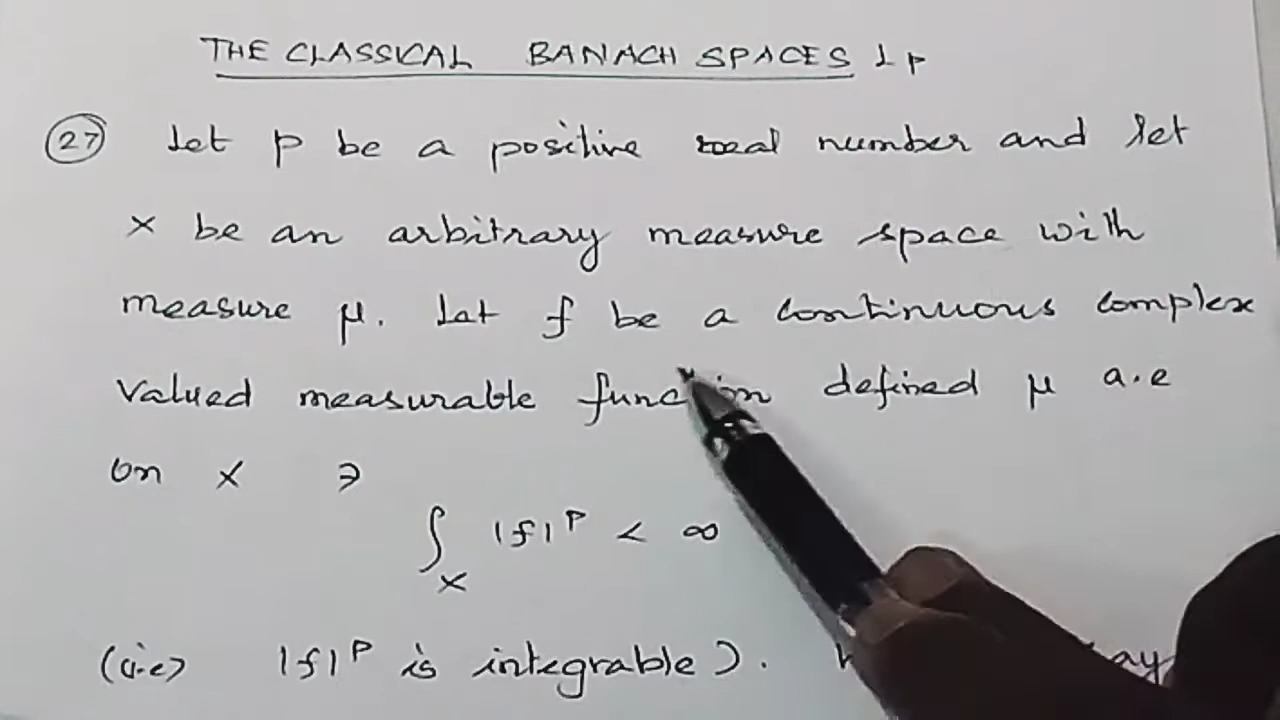 THE CLASSICAL BANACH SPACES Lp
27 Let p be a positive real number and let
X be an arbitrary measure space with
measure μ. Let f be a continuous complex
valued measurable defined μ a.e
on X ∋
∫X |f|^p < ∞
(i.e) |f|^p is integrable).